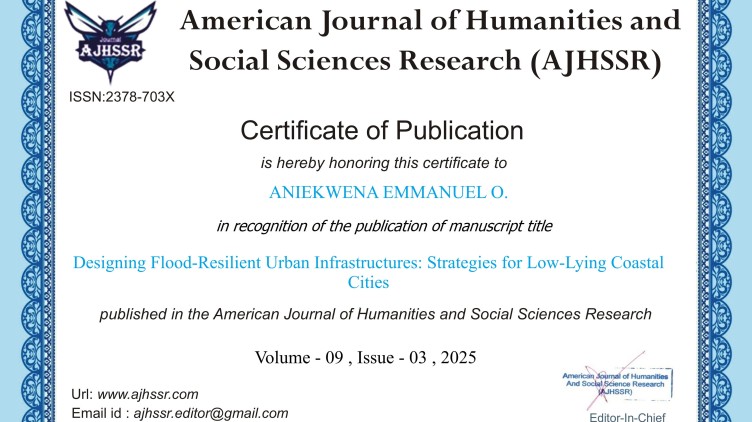 American Journal of Humanities and
Social Sciences Research (AJHSSR)
Journal
AJHSSR
ISSN:2378-703X
Certificate of Publication
is hereby honoring this certificate to
ANIEKWENA EMMANUEL O.
in recognition of the publication of manuscript title
Designing Flood-Resilient Urban Infrastructures: Strategies for Low-Lying Coastal
Cities
published in the American Journal of Humanities and Social Sciences Research
Volume - 09 , Issue - 03 , 2025
American Journal of Humanities
And Social Science Research
(AJHSSR)
Url: www.ajhssr.com
Email id : ajhssr.editor@gmail.com
Editor-In-Chief